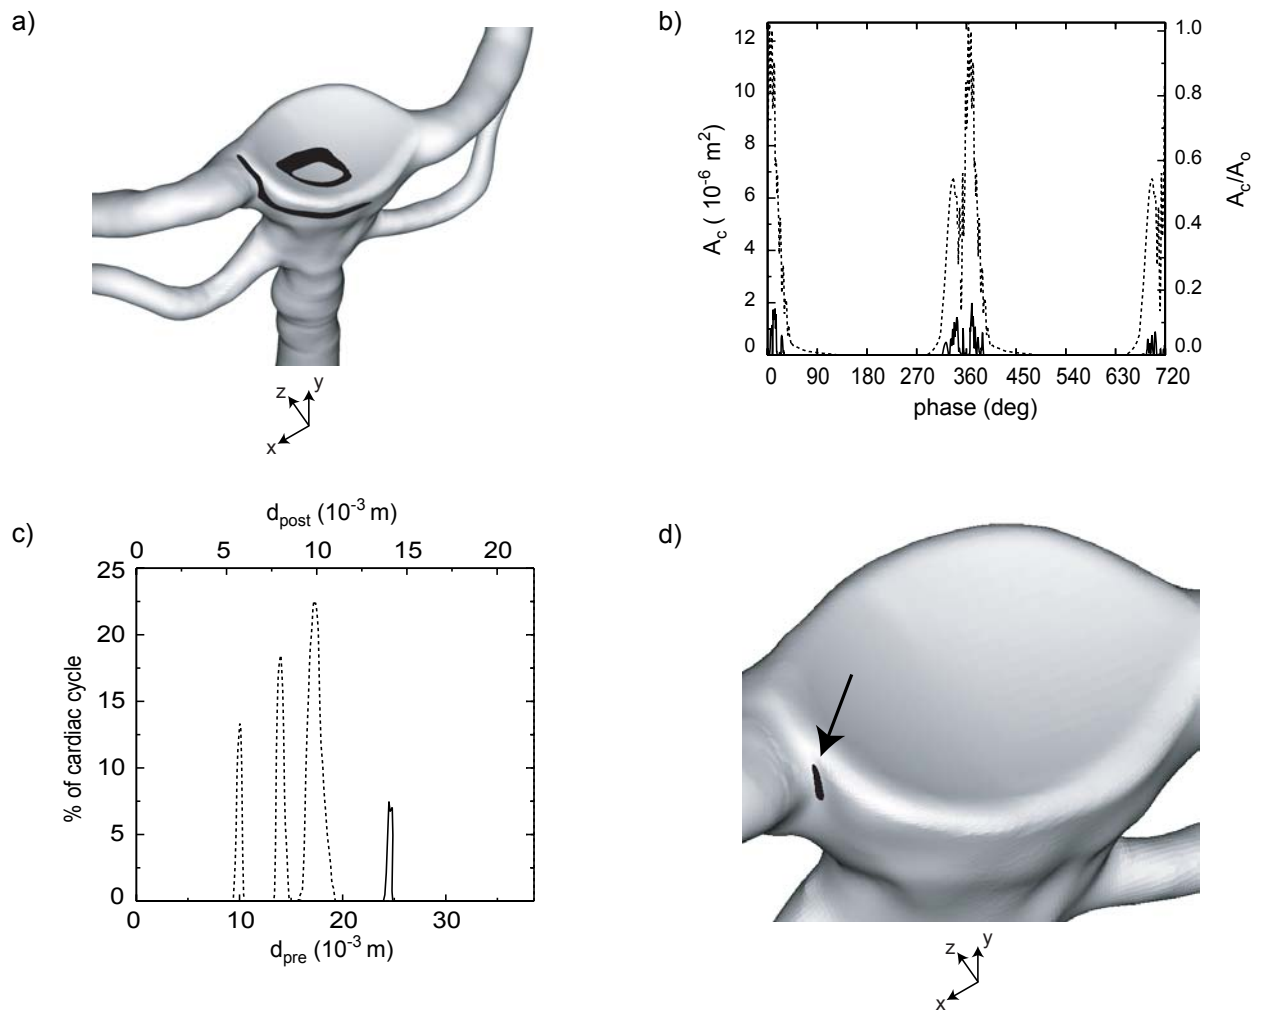 a)
z y
x
b)
12
10
8
6
4
2
0
A_c ( 10^-6 m^2)
1.0
0.8
0.6
0.4
0.2
0.0
A_c/A_o
0 90 180 270 360 450 540 630 720
phase (deg)
c)
d_post (10^-3 m)
0 5 10 15 20
25
20
15
10
5
0
% of cardiac cycle
0 10 20 30
d_pre (10^-3 m)
d)
z y
x